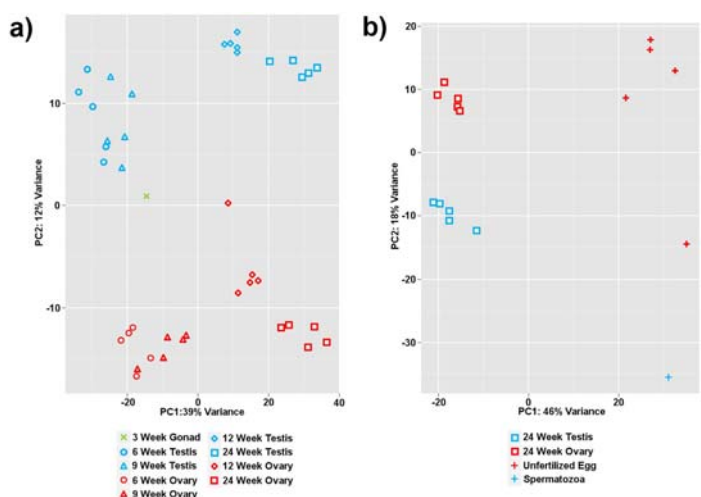 a)
10
0
-10
PC2: 12% Variance
-20
0
20
40
PC1:39% Variance
3 Week Gonad
6 Week Testis
9 Week Testis
6 Week Ovary
9 Week Ovary
12 Week Testis
24 Week Testis
12 Week Ovary
24 Week Ovary
b)
20
10
0
-10
-20
-30
PC2: 18% Variance
-20
0
20
PC1: 46% Variance
24 Week Testis
24 Week Ovary
Unfertilized Egg
Spermatozoa